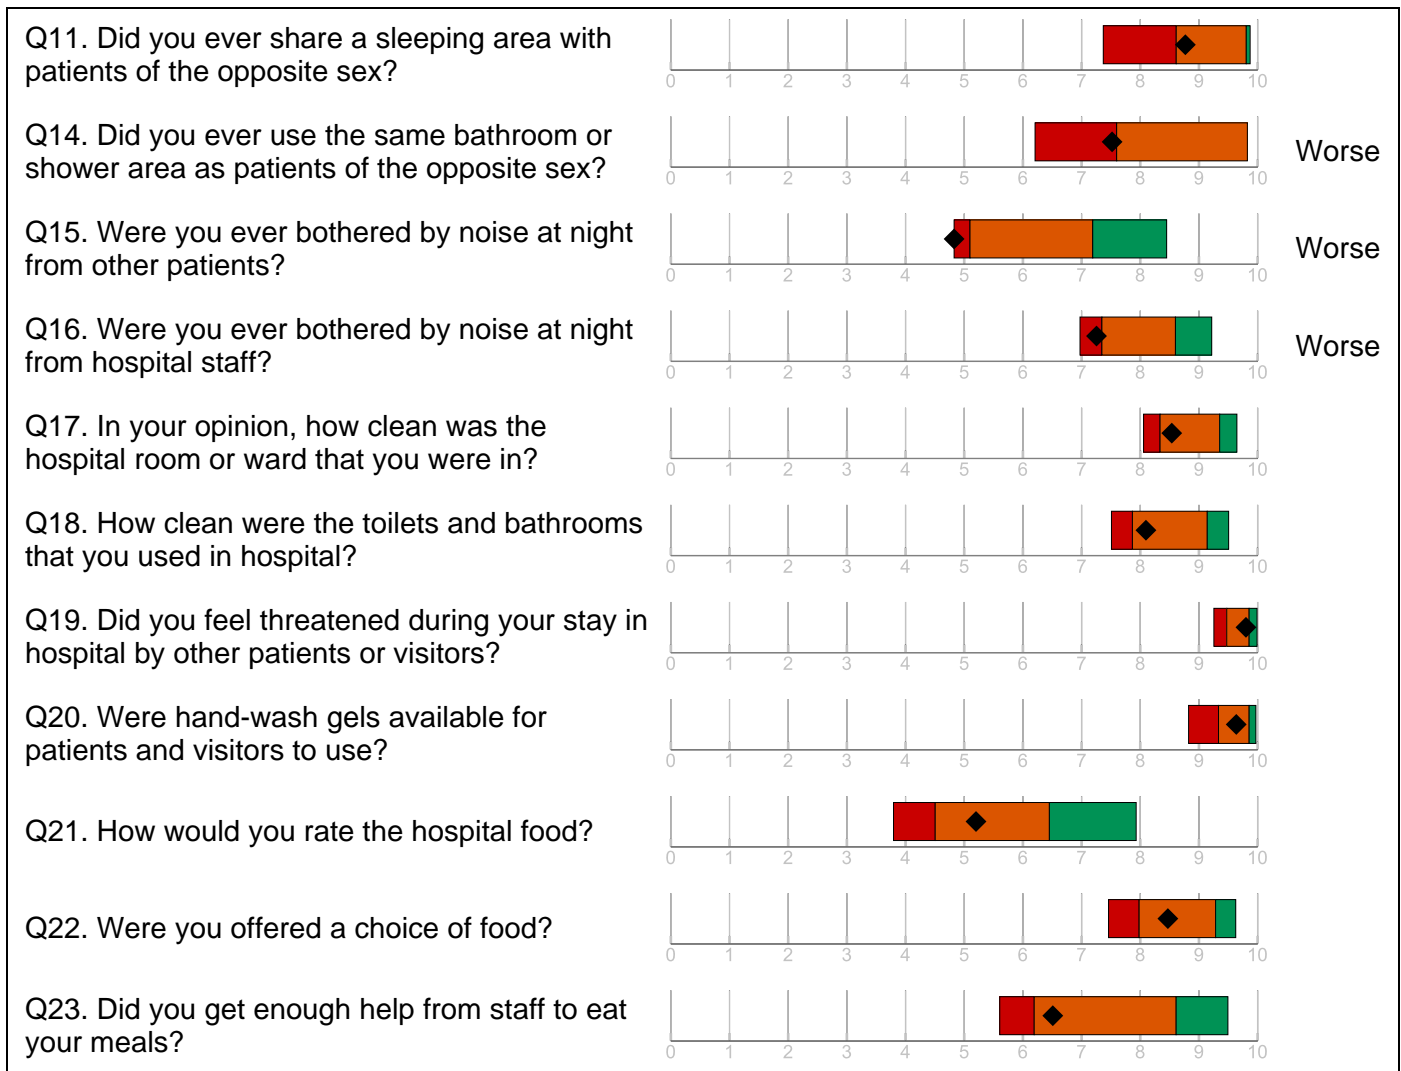 Q11. Did you ever share a sleeping area with
patients of the opposite sex?
0 1 2 3 4 5 6 7 8 9 10
Q14. Did you ever use the same bathroom or
shower area as patients of the opposite sex?
Worse
0 1 2 3 4 5 6 7 8 9 10
Q15. Were you ever bothered by noise at night
from other patients?
Worse
0 1 2 3 4 5 6 7 8 9 10
Q16. Were you ever bothered by noise at night
from hospital staff?
Worse
0 1 2 3 4 5 6 7 8 9 10
Q17. In your opinion, how clean was the
hospital room or ward that you were in?
0 1 2 3 4 5 6 7 8 9 10
Q18. How clean were the toilets and bathrooms
that you used in hospital?
0 1 2 3 4 5 6 7 8 9 10
Q19. Did you feel threatened during your stay in
hospital by other patients or visitors?
0 1 2 3 4 5 6 7 8 9 10
Q20. Were hand-wash gels available for
patients and visitors to use?
0 1 2 3 4 5 6 7 8 9 10
Q21. How would you rate the hospital food?
0 1 2 3 4 5 6 7 8 9 10
Q22. Were you offered a choice of food?
0 1 2 3 4 5 6 7 8 9 10
Q23. Did you get enough help from staff to eat
your meals?
0 1 2 3 4 5 6 7 8 9 10